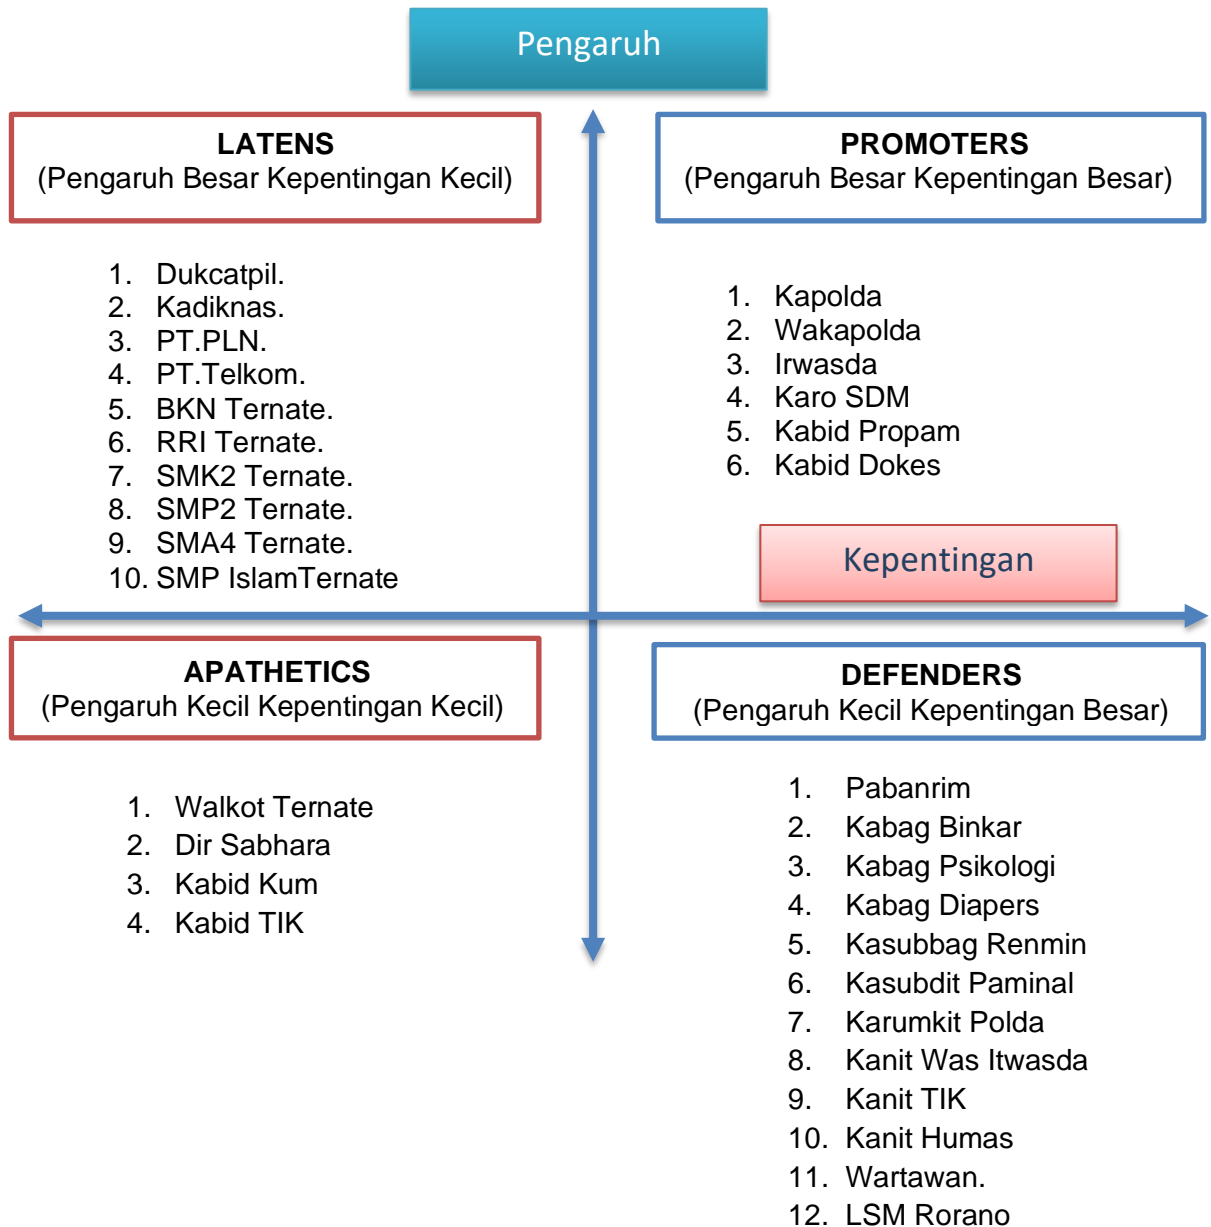 Pengaruh
LATENS
(Pengaruh Besar Kepentingan Kecil)
PROMOTERS
(Pengaruh Besar Kepentingan Besar)
1. Dukcatpil.
2. Kadiknas.
3. PT.PLN.
4. PT.Telkom.
5. BKN Ternate.
6. RRI Ternate.
7. SMK2 Ternate.
8. SMP2 Ternate.
9. SMA4 Ternate.
10. SMP IslamTernate
1. Kapolda
2. Wakapolda
3. Irwasda
4. Karo SDM
5. Kabid Propam
6. Kabid Dokes
Kepentingan
APATHETICS
(Pengaruh Kecil Kepentingan Kecil)
DEFENDERS
(Pengaruh Kecil Kepentingan Besar)
1. Walkot Ternate
2. Dir Sabhara
3. Kabid Kum
4. Kabid TIK
1. Pabanrim
2. Kabag Binkar
3. Kabag Psikologi
4. Kabag Diapers
5. Kasubbag Renmin
6. Kasubdit Paminal
7. Karumkit Polda
8. Kanit Was Itwasda
9. Kanit TIK
10. Kanit Humas
11. Wartawan.
12. LSM Rorano